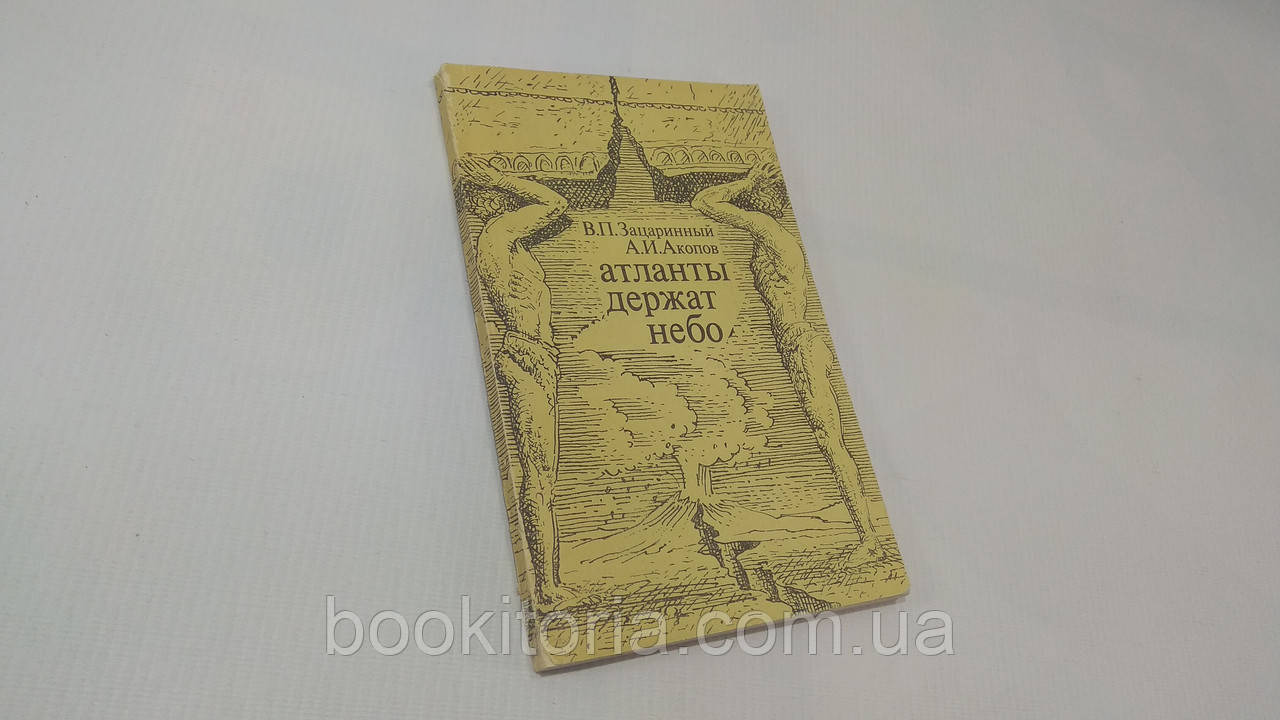 В.П.Зацаринный
А.И.Акопов
атланты
держат
небо
bookitoria.com.ua